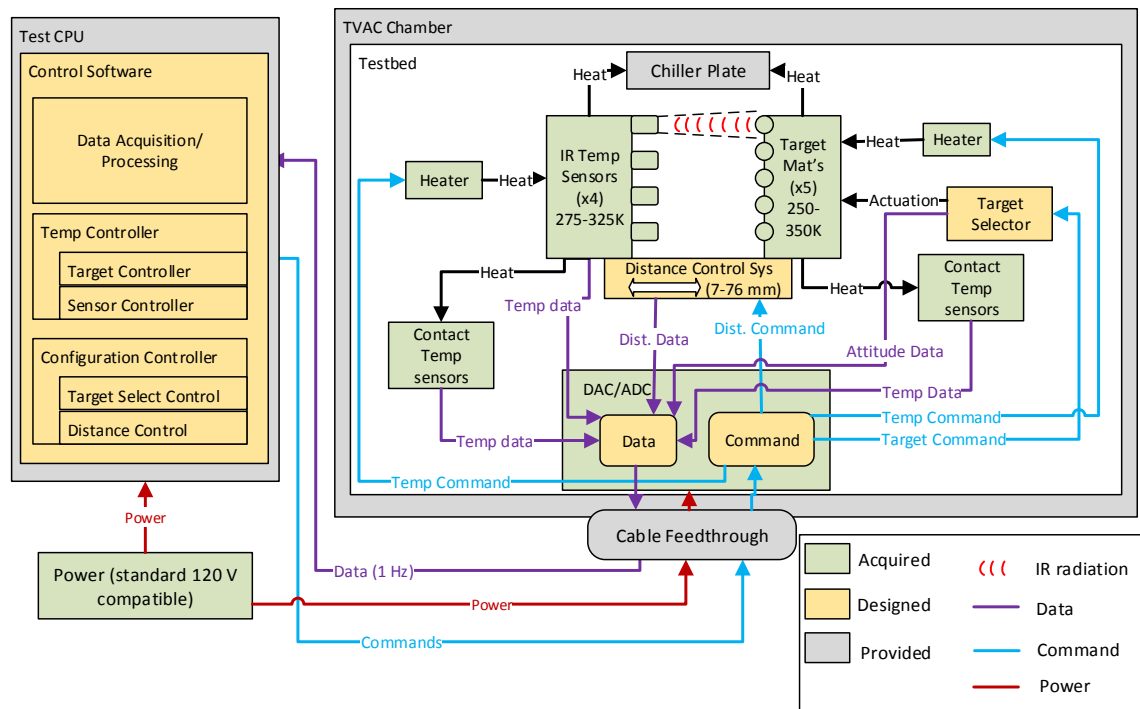 Test CPU
Control Software
Data Acquisition/
Processing
Temp Controller
Target Controller
Sensor Controller
Configuration Controller
Target Select Control
Distance Control
Power
Power (standard 120 V
compatible)
TVAC Chamber
Testbed
Heat
Chiller Plate
Heat
IR Temp
Sensors
(x4)
275-325K
Target
Mat's
(x5)
250-
350K
Heater
Heat
Heat
Heater
Actuation
Target
Selector
Distance Control Sys
(7-76 mm)
Heat
Temp data
Contact
Temp
sensors
Heat
Contact
Temp
sensors
Dist. Data
Dist. Command
Attitude Data
DAC/ADC
Temp Data
Data
Command
Temp data
Temp Command
Target Command
Temp Command
Cable Feedthrough
Data (1 Hz)
Power
Commands
Acquired
Designed
Provided
IR radiation
Data
Command
Power